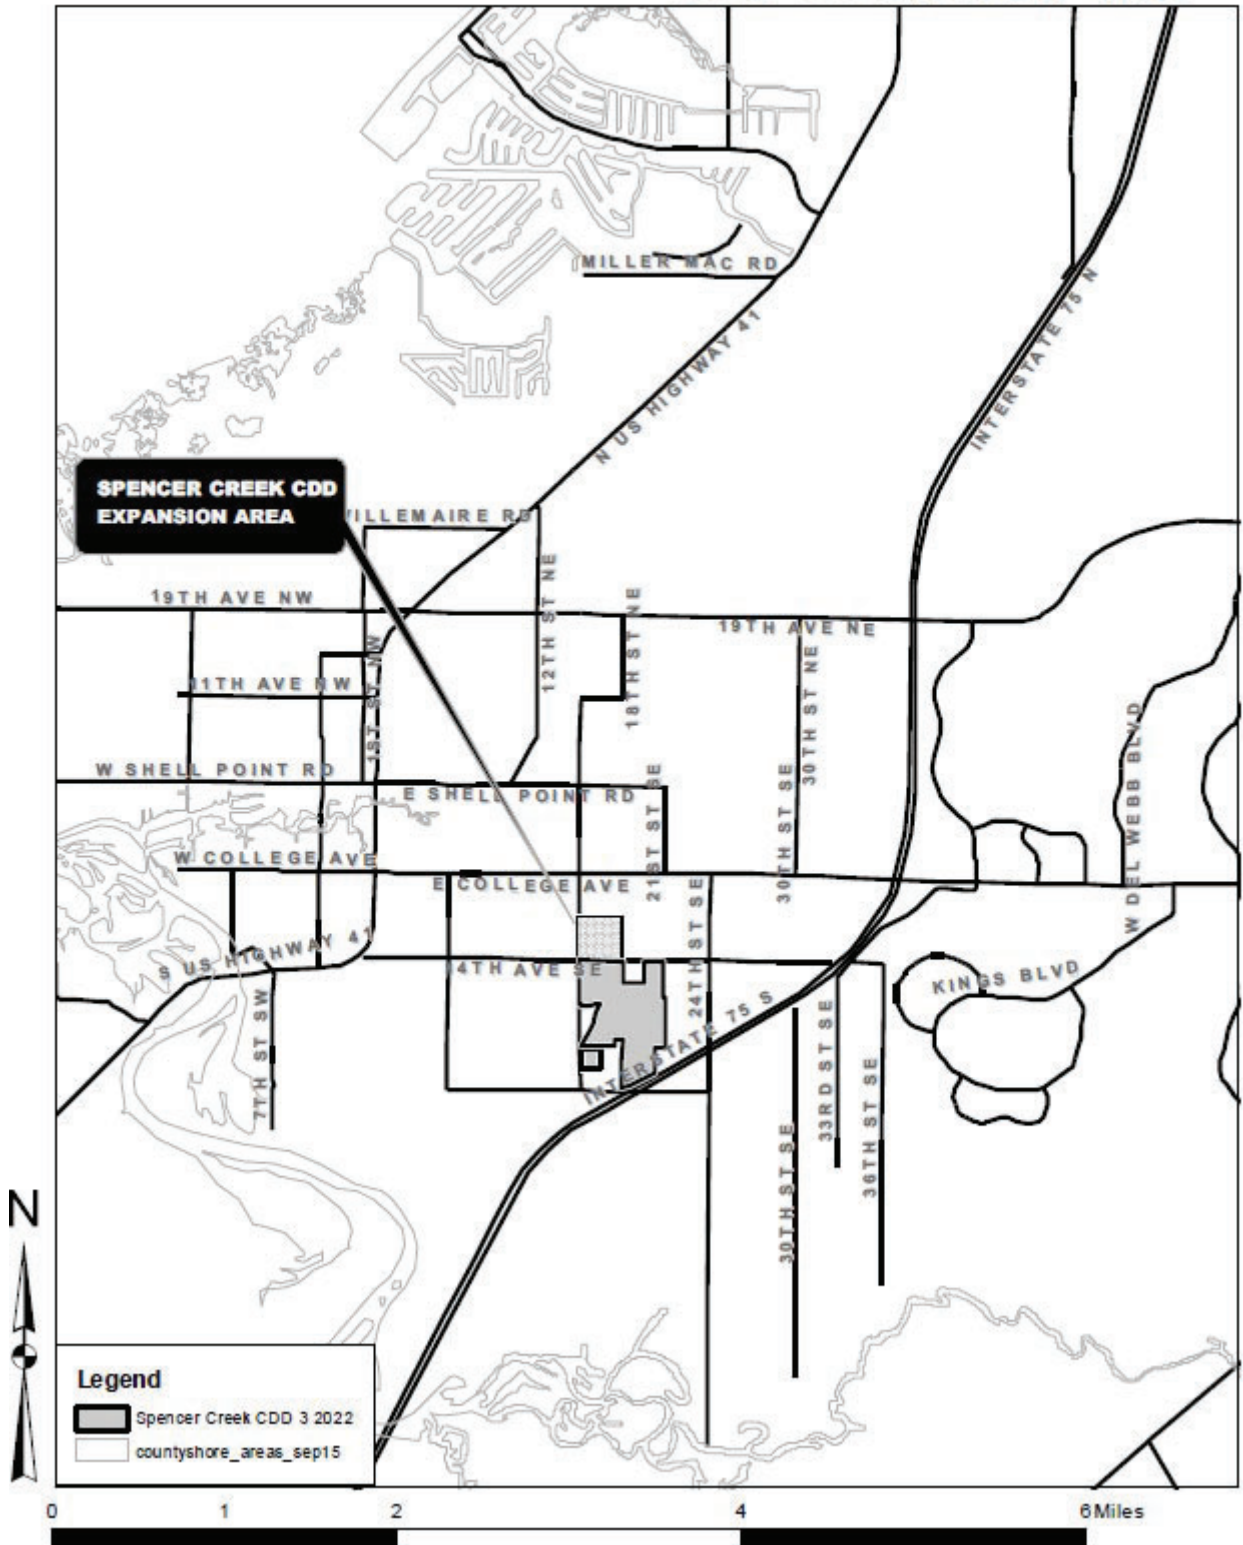 MILLER MAC RD
N US HIGHWAY 41
INTERSTATE 75 N
SPENCER CREEK CDD
EXPANSION AREA
VILLEMAIRE RD
19TH AVE NW
12TH ST NE
18TH ST NE
19TH AVE NE
11TH AVE NW
1ST ST NW
30TH ST NE
W DEL WEBB BLVD
W SHELL POINT RD
E SHELL POINT RD
21ST ST SE
30TH ST SE
W COLLEGE AVE
E COLLEGE AVE
24TH ST SE
S US HIGHWAY 41
14TH AVE SE
KINGS BLVD
INTERSTATE 75 S
7TH ST SW
33RD ST SE
36TH ST SE
30TH ST SE
N
Legend
Spencer Creek CDD 3 2022
countyshore_areas_sep15
0 1 2 4 6 Miles